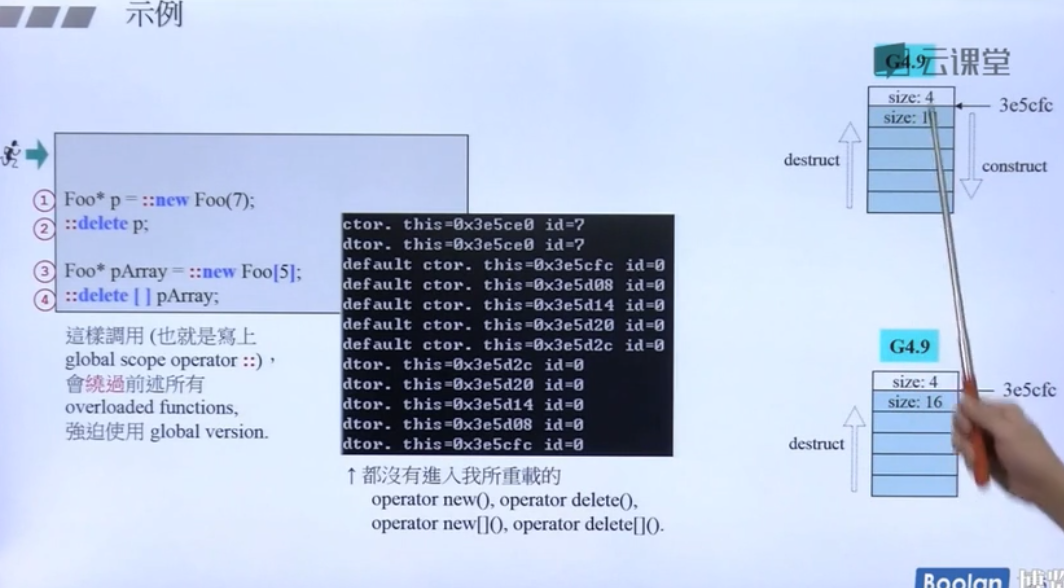 示例
云课堂
G4.9
size: 4
3e5cfc
destruct
construct
① Foo* p = ::new Foo(7);
② ::delete p;
③ Foo* pArray = ::new Foo[5];
④ ::delete [ ] pArray;
ctor. this=0x3e5ce0 id=7
dtor. this=0x3e5ce0 id=7
default ctor. this=0x3e5cfc id=0
default ctor. this=0x3e5d08 id=0
default ctor. this=0x3e5d14 id=0
default ctor. this=0x3e5d20 id=0
default ctor. this=0x3e5d2c id=0
dtor. this=0x3e5d2c id=0
dtor. this=0x3e5d20 id=0
dtor. this=0x3e5d14 id=0
dtor. this=0x3e5d08 id=0
dtor. this=0x3e5cfc id=0
這樣調用 (也就是寫上
global scope operator ::)，
會繞過前述所有
overloaded functions,
強迫使用 global version.
↑都沒有進入我所重載的
operator new(), operator delete(),
operator new[](), operator delete[]().
G4.9
size: 4
3e5cfc
size: 16
destruct
Boolan